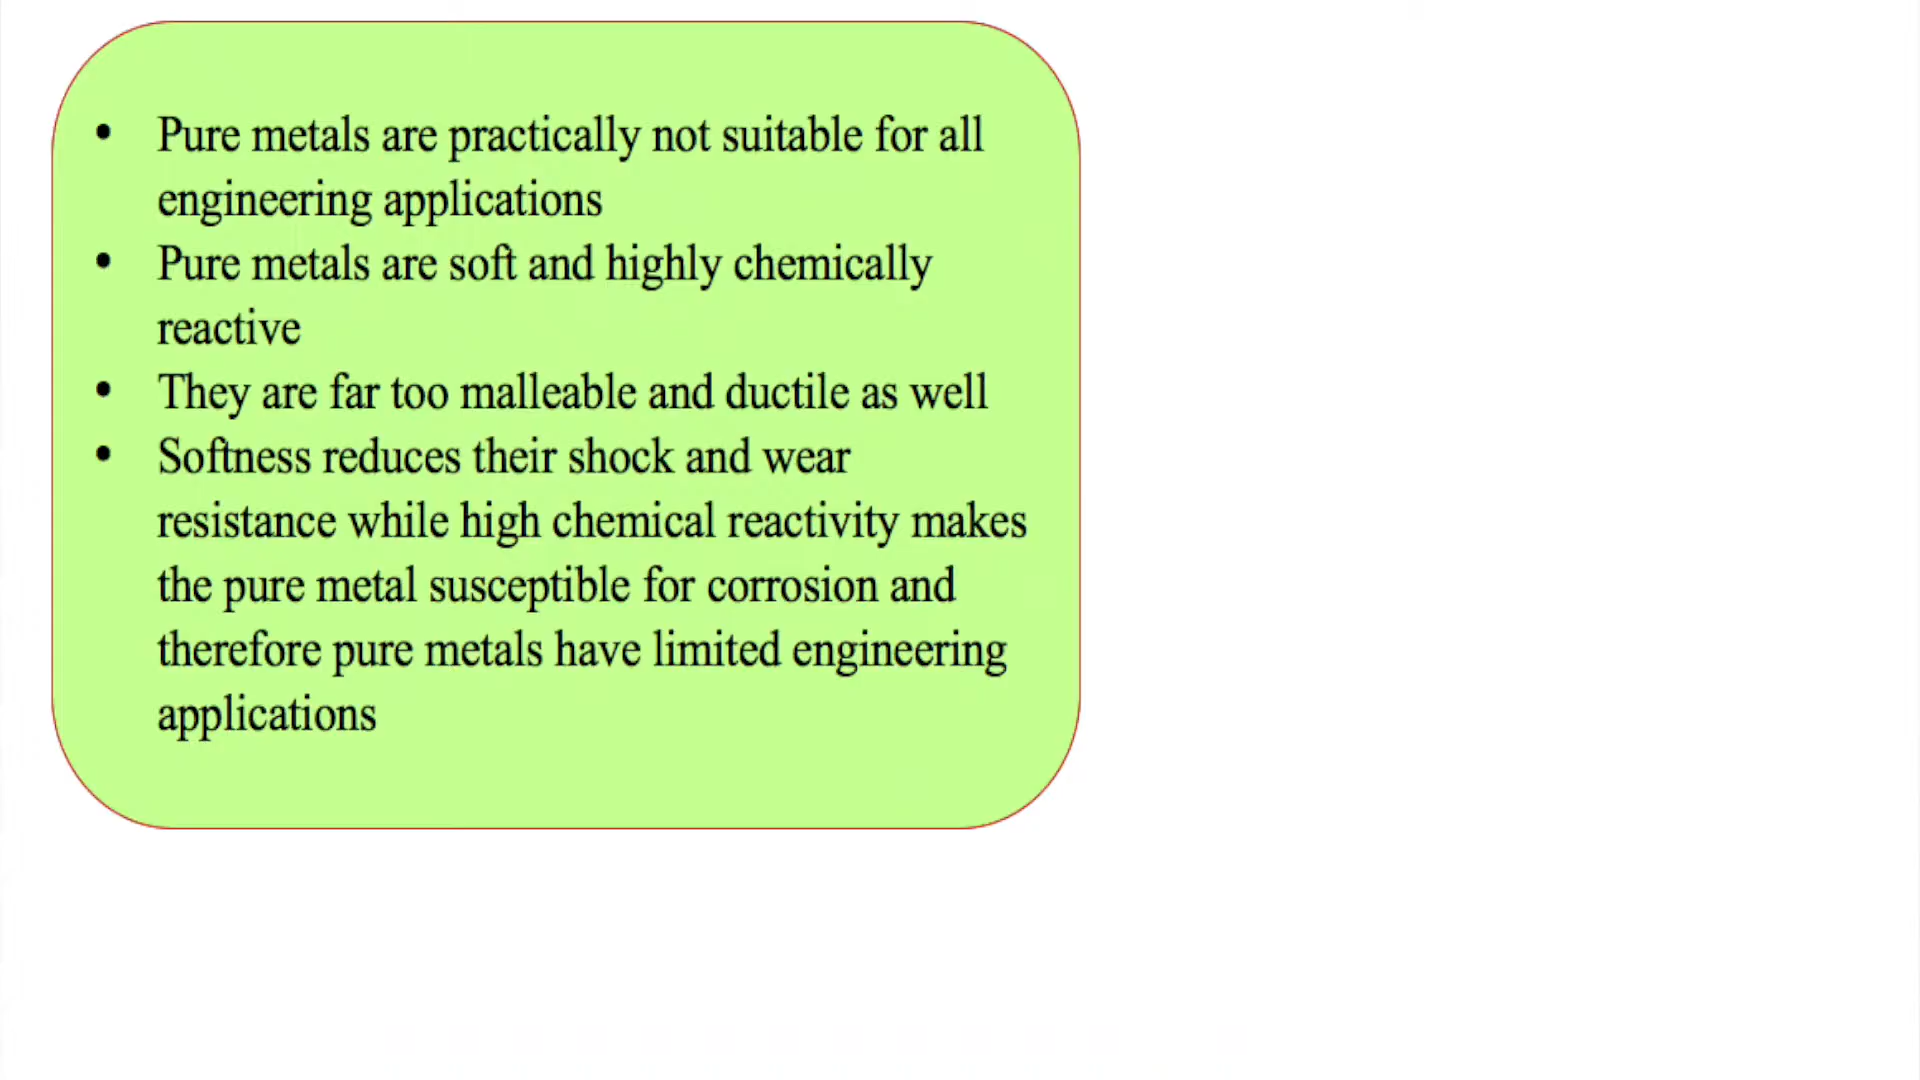 • Pure metals are practically not suitable for all
engineering applications
• Pure metals are soft and highly chemically
reactive
• They are far too malleable and ductile as well
• Softness reduces their shock and wear
resistance while high chemical reactivity makes
the pure metal susceptible for corrosion and
therefore pure metals have limited engineering
applications